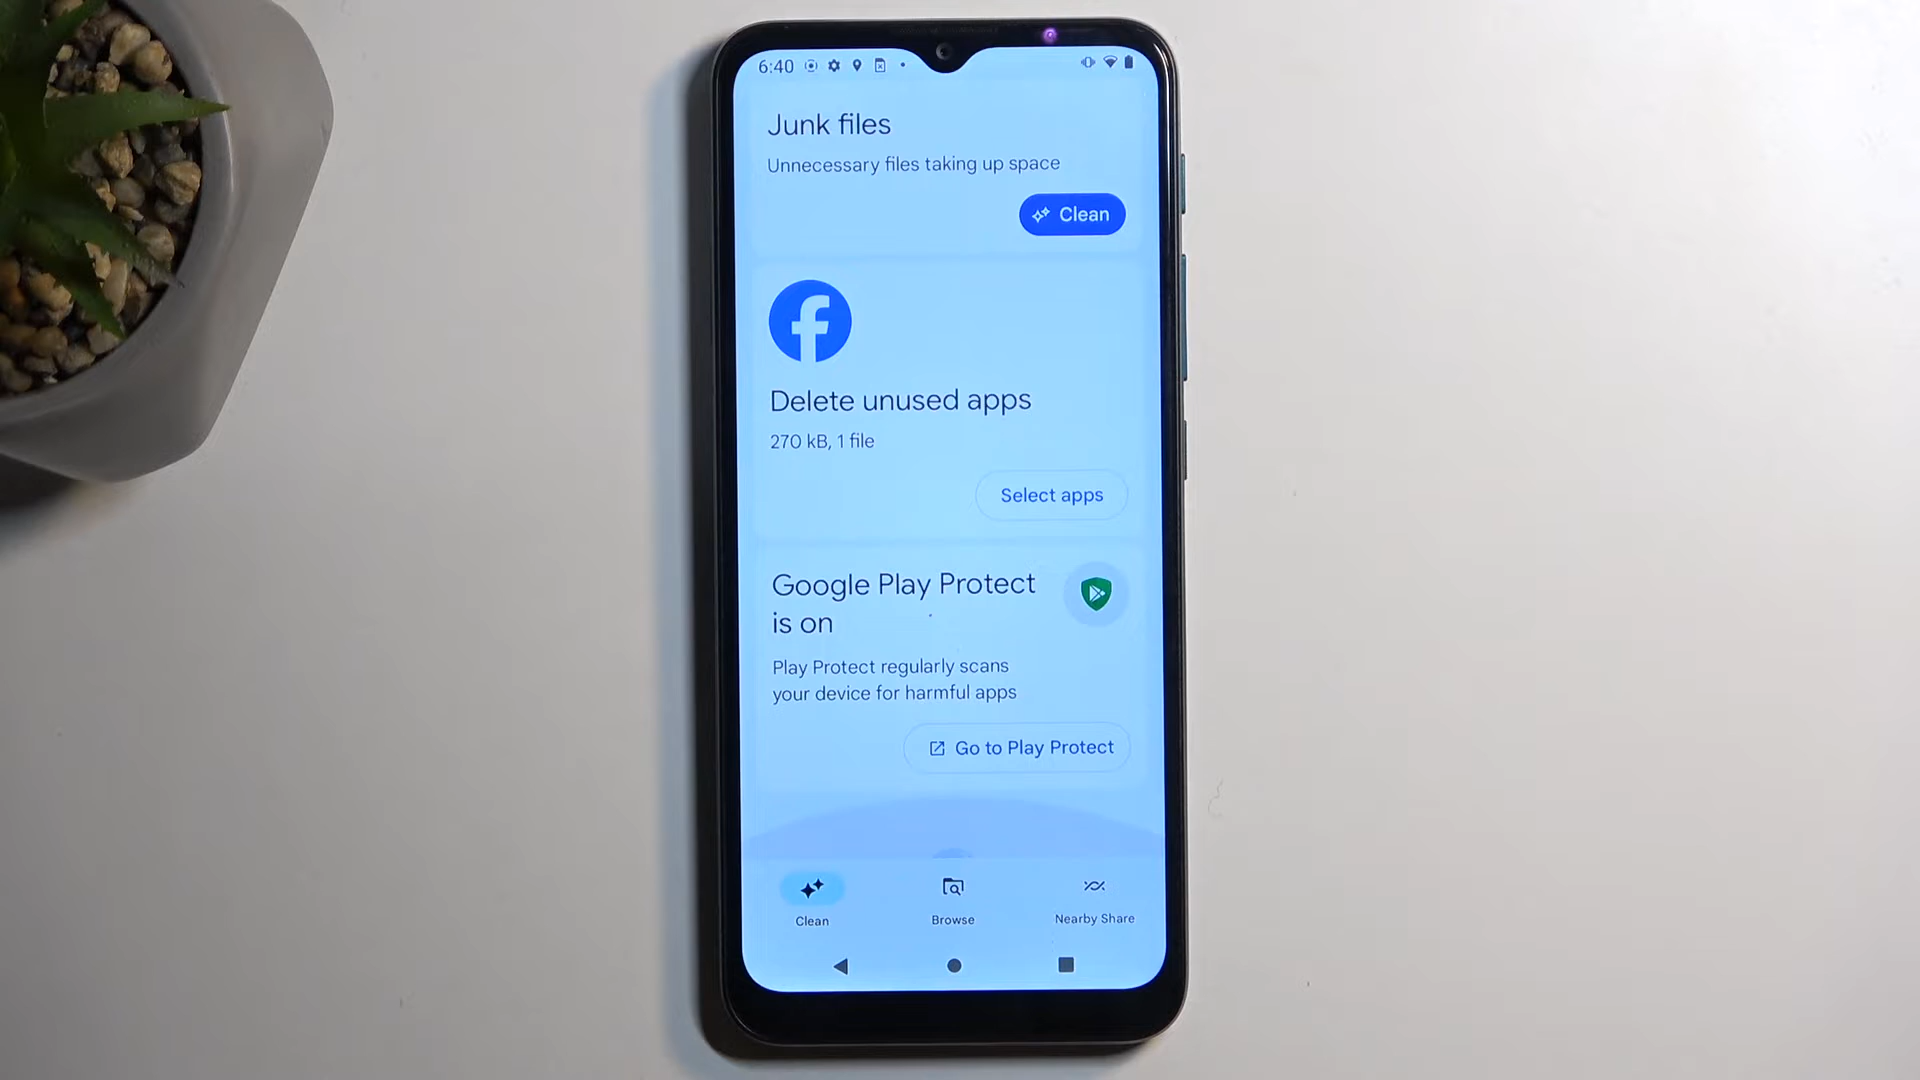 6:40
Junk files
Unnecessary files taking up space
Clean
Delete unused apps
270 kB, 1 file
Select apps
Google Play Protect
is on
Play Protect regularly scans
your device for harmful apps
Go to Play Protect
Clean
Browse
Nearby Share